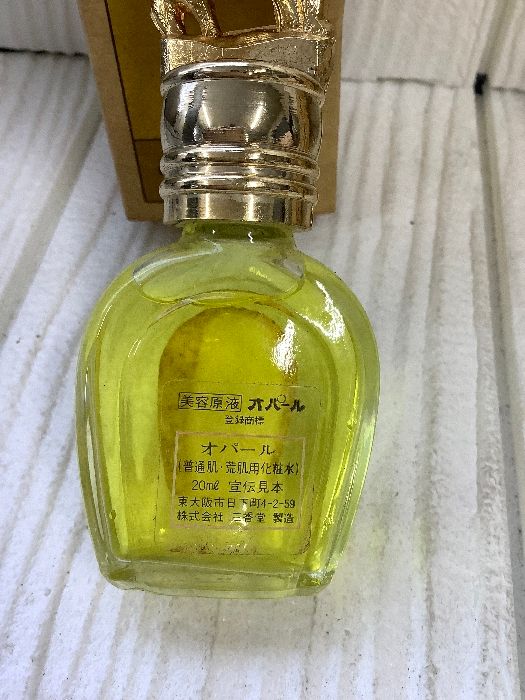 美容原液 オパール
登録商標
オパール
(普通肌・荒肌用化粧水)
20ml 宣伝見本
東大阪市日下町4-2-59
株式会社 三香堂 製造